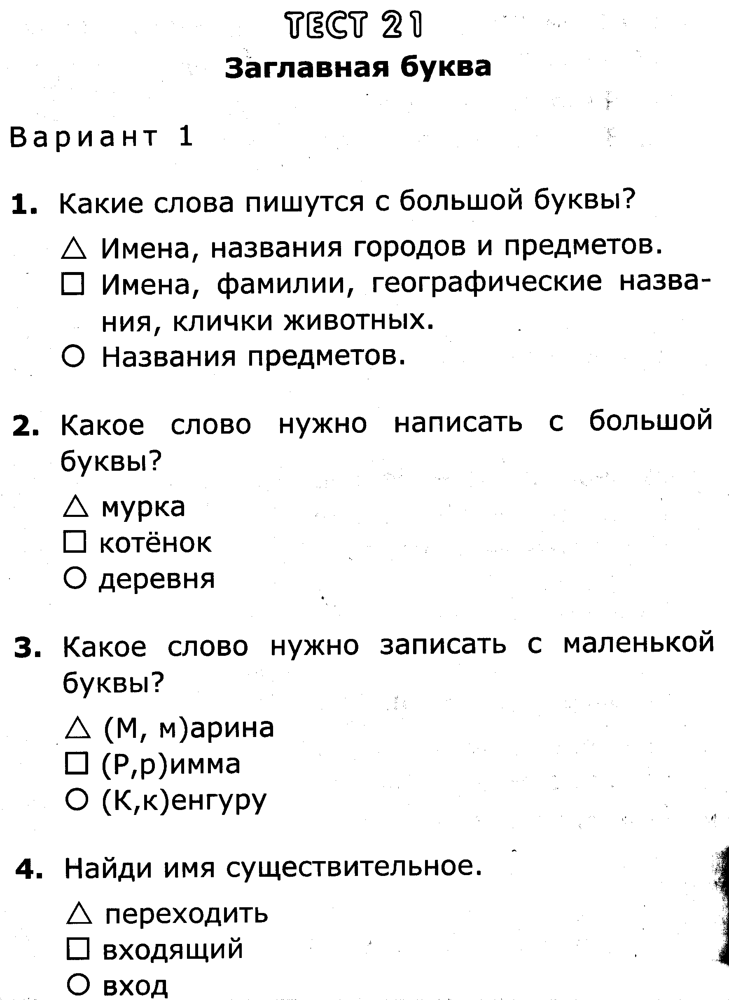 ТЕСТ 21
Заглавная буква
Вариант 1
1. Какие слова пишутся с большой буквы?
△ Имена, названия городов и предметов.
□ Имена, фамилии, географические назва-
ния, клички животных.
○ Названия предметов.
2. Какое слово нужно написать с большой
буквы?
△ мурка
□ котёнок
○ деревня
3. Какое слово нужно записать с маленькой
буквы?
△ (М, м)арина
□ (Р,р)имма
○ (К,к)енгуру
4. Найди имя существительное.
△ переходить
□ входящий
○ вход